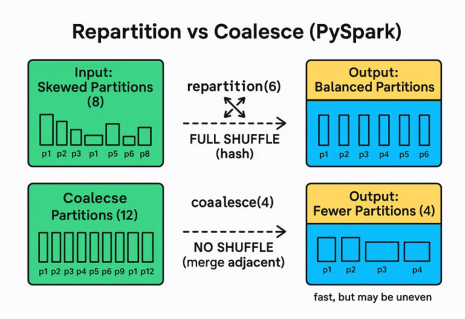 Repartition vs Coalesce (PySpark)
Input:
Skewed Partitions
(8)
p1 p2 p3 p1 p5 p6 p8
repartition(6)
FULL SHUFFLE
(hash)
Output:
Balanced Partitions
p1 p2 p3 p4 p5 p6
Coalecse
Partitions (12)
p1 p2 p3 p4 p5 p6 p9 p1 p12
coaalesce(4)
NO SHUFFLE
(merge adjacent)
Output:
Fewer Partitions (4)
p1 p2 p3 p4
fast, but may be uneven